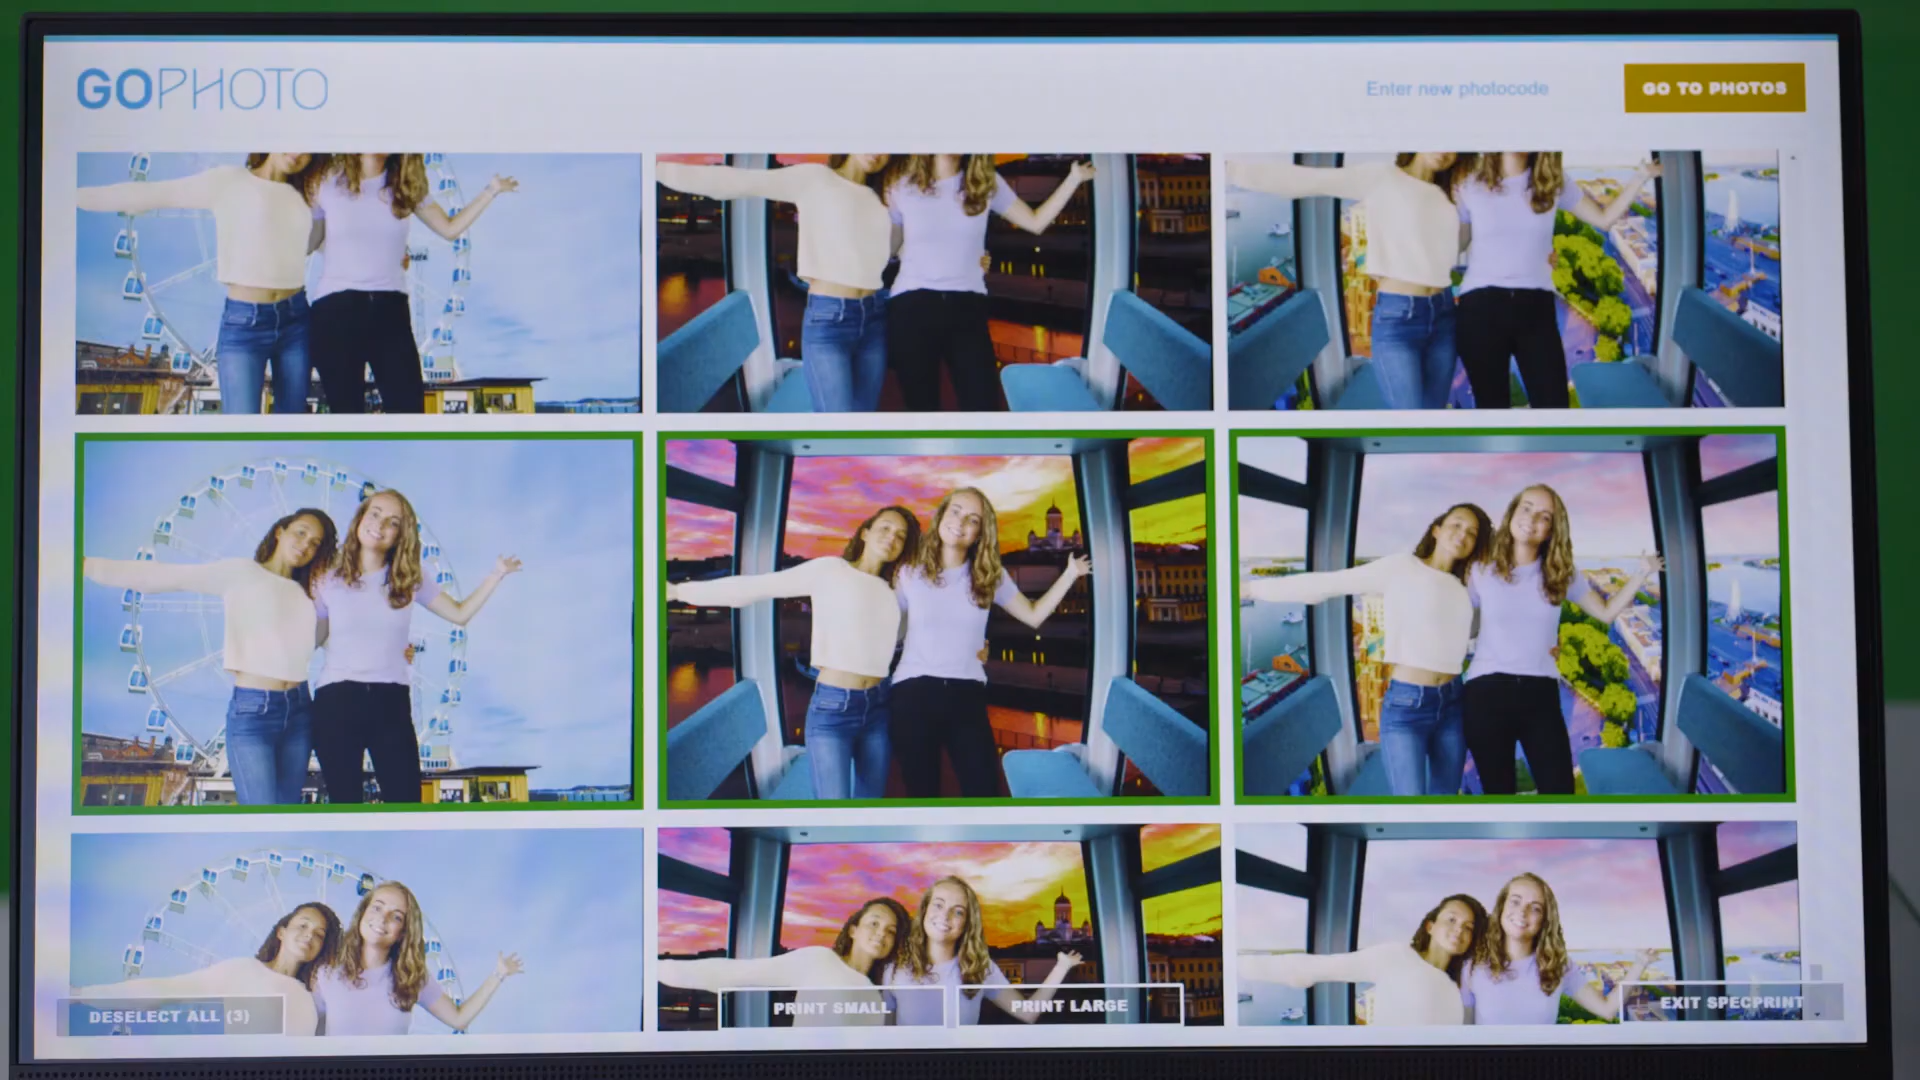 GOPHOTO
Enter new photocode
GO TO PHOTOS
DESELECT ALL (3)
PRINT SMALL
PRINT LARGE
EXIT SPECPRINT